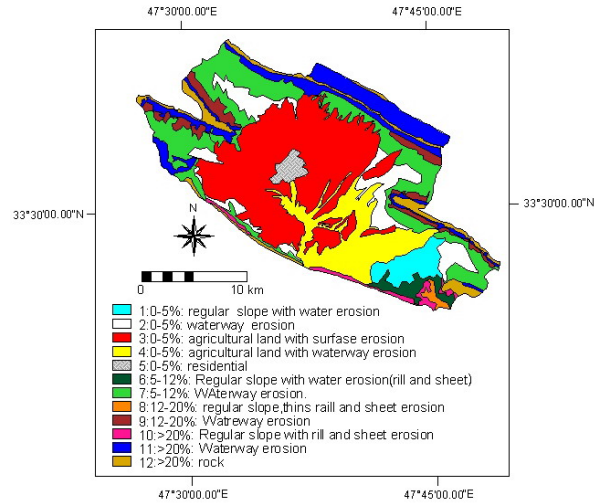 47°30'00.00"E 47°45'00.00"E
33°30'00.00"N 33°30'00.00"N
N
0 10 km
1:0-5%: regular slope with water erosion
2:0-5%: waterway erosion
3:0-5%: agricultural land with surfase erosion
4:0-5%: agricultural land with waterway erosion
5:0-5%: residential
6:5-12%: Regular slope with water erosion(rill and sheet)
7:5-12%: WAterway erosion.
8:12-20%: regular slope,thins raill and sheet erosion
9:12-20%: Watreway erosion
10:>20%: Regular slope with rill and sheet erosion
11:>20%: Waterway erosion
12:>20%: rock
47°30'00.00"E 47°45'00.00"E